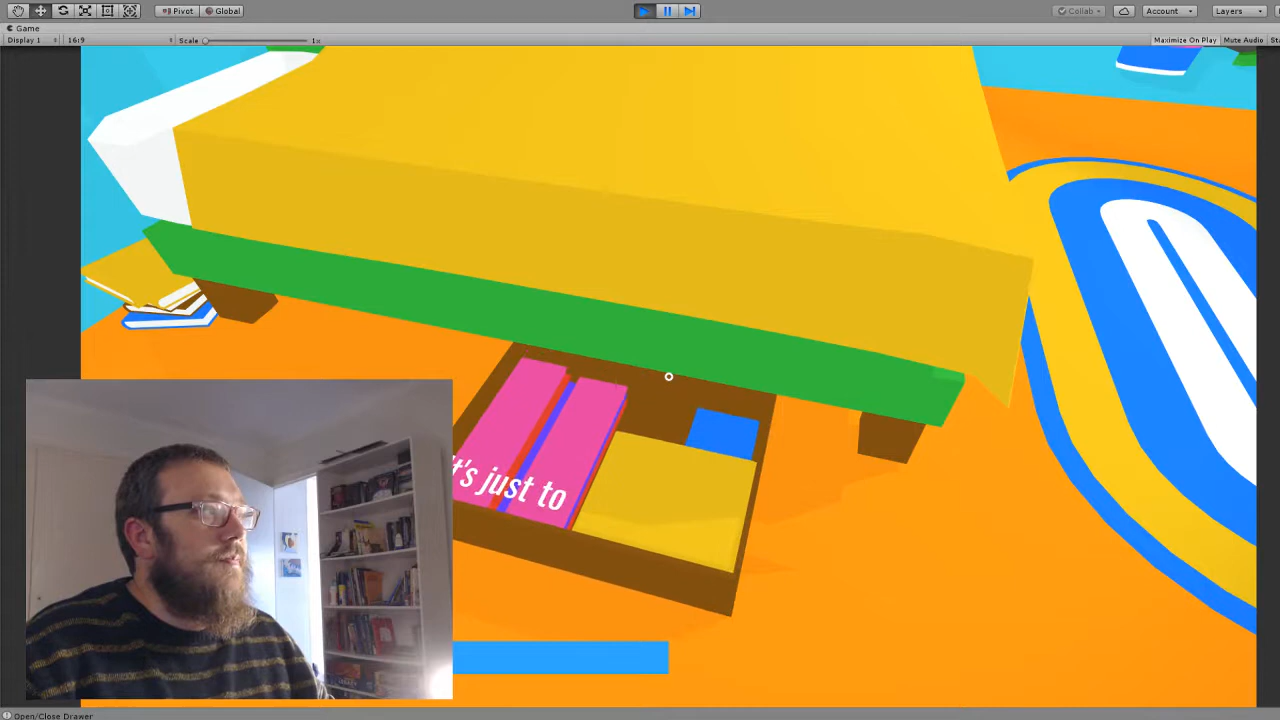 Pivot
Global
Collab
Account
Layers
Game
Display 1
16:9
Scale
1x
Maximize On Play
Mute Audio
It's just to
Open/Close Drawer